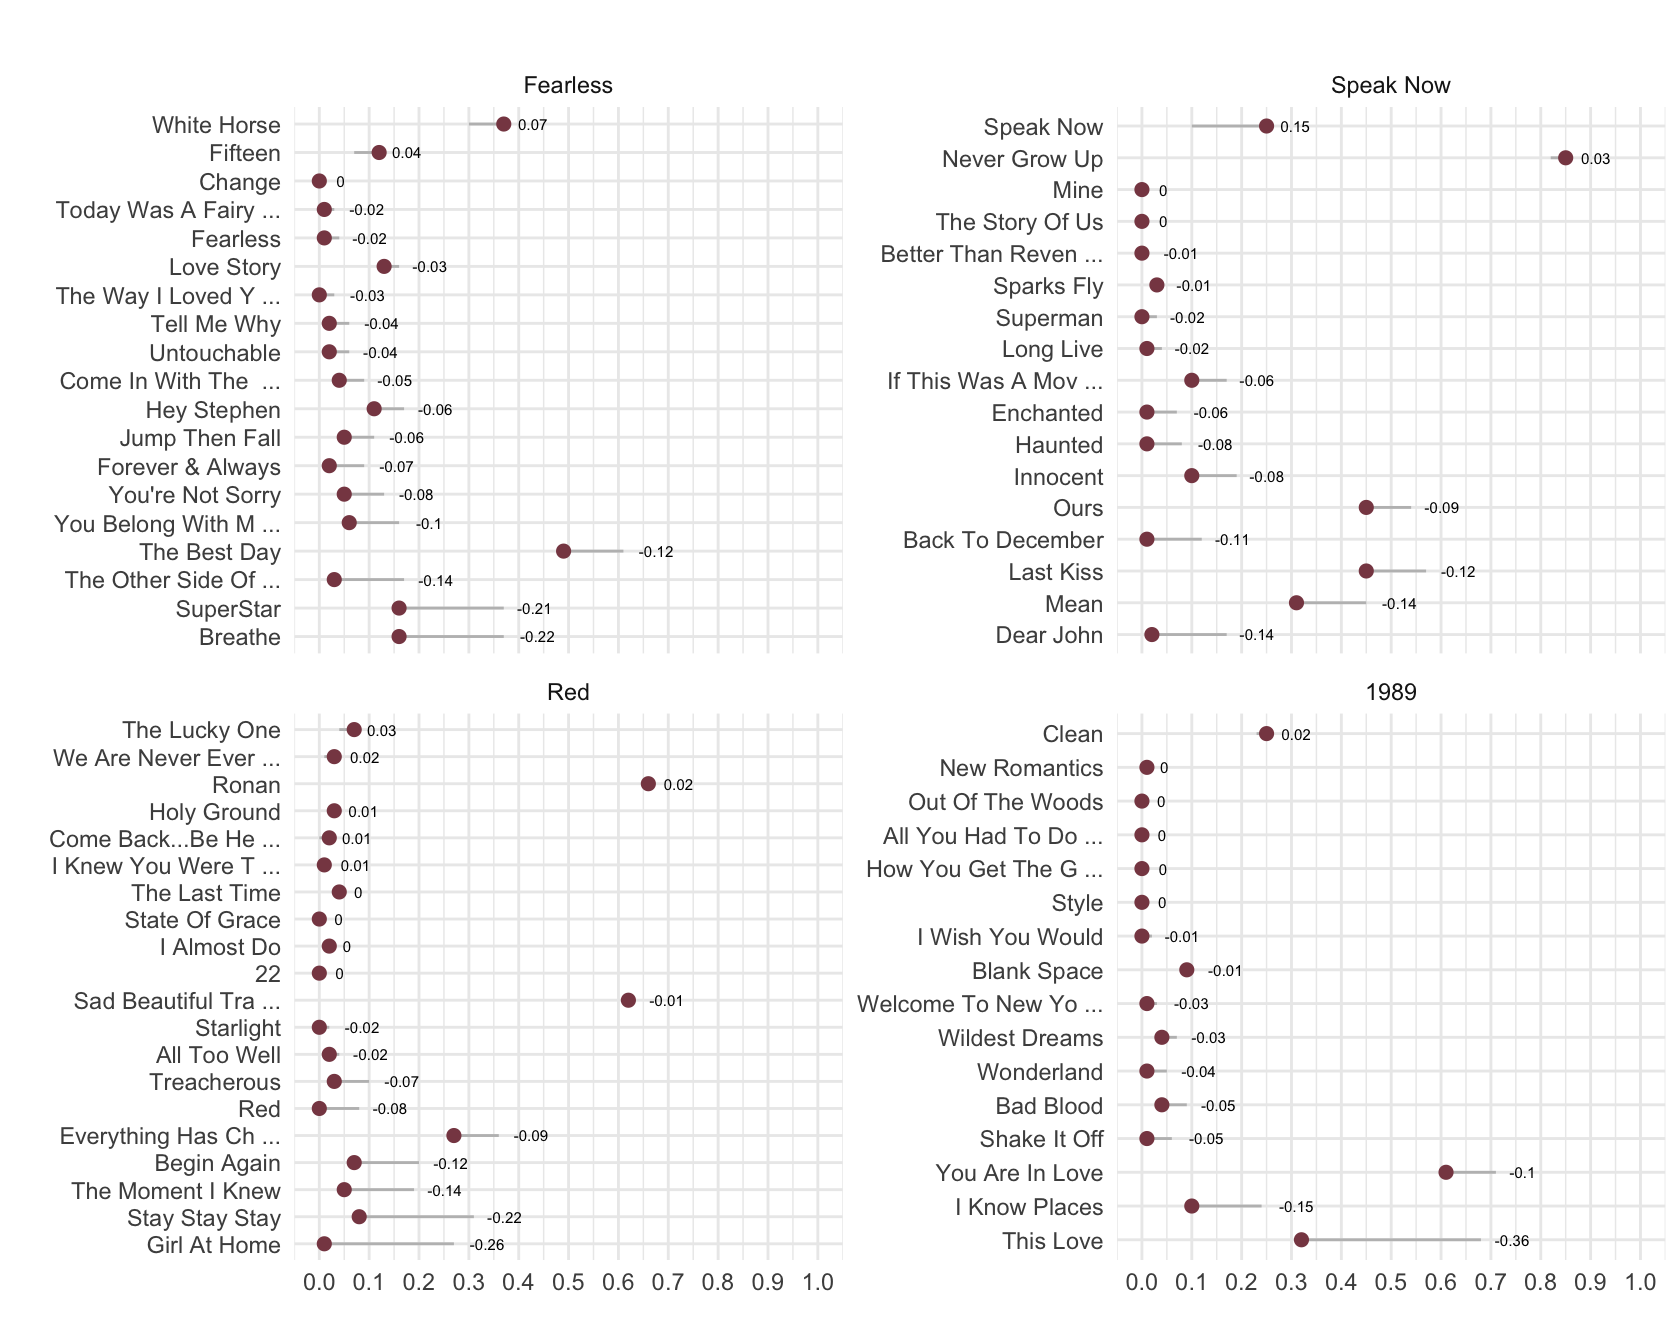 Fearless
White Horse 0.07
Fifteen 0.04
Change 0
Today Was A Fairy ... -0.02
Fearless -0.02
Love Story -0.03
The Way I Loved Y ... -0.03
Tell Me Why -0.04
Untouchable -0.04
Come In With The  ... -0.05
Hey Stephen -0.06
Jump Then Fall -0.06
Forever & Always -0.07
You're Not Sorry -0.08
You Belong With M ... -0.1
The Best Day -0.12
The Other Side Of ... -0.14
SuperStar -0.21
Breathe -0.22
Speak Now
Speak Now 0.15
Never Grow Up 0.03
Mine 0
The Story Of Us 0
Better Than Reven ... -0.01
Sparks Fly -0.01
Superman -0.02
Long Live -0.02
If This Was A Mov ... -0.06
Enchanted -0.06
Haunted -0.08
Innocent -0.08
Ours -0.09
Back To December -0.11
Last Kiss -0.12
Mean -0.14
Dear John -0.14
Red
The Lucky One 0.03
We Are Never Ever ... 0.02
Ronan 0.02
Holy Ground 0.01
Come Back...Be He ... 0.01
I Knew You Were T ... 0.01
The Last Time 0
State Of Grace 0
I Almost Do 0
22 0
Sad Beautiful Tra ... -0.01
Starlight -0.02
All Too Well -0.02
Treacherous -0.07
Red -0.08
Everything Has Ch ... -0.09
Begin Again -0.12
The Moment I Knew -0.14
Stay Stay Stay -0.22
Girl At Home -0.26
0.0 0.1 0.2 0.3 0.4 0.5 0.6 0.7 0.8 0.9 1.0
1989
Clean 0.02
New Romantics 0
Out Of The Woods 0
All You Had To Do ... 0
How You Get The G ... 0
Style 0
I Wish You Would -0.01
Blank Space -0.01
Welcome To New Yo ... -0.03
Wildest Dreams -0.03
Wonderland -0.04
Bad Blood -0.05
Shake It Off -0.05
You Are In Love -0.1
I Know Places -0.15
This Love -0.36
0.0 0.1 0.2 0.3 0.4 0.5 0.6 0.7 0.8 0.9 1.0